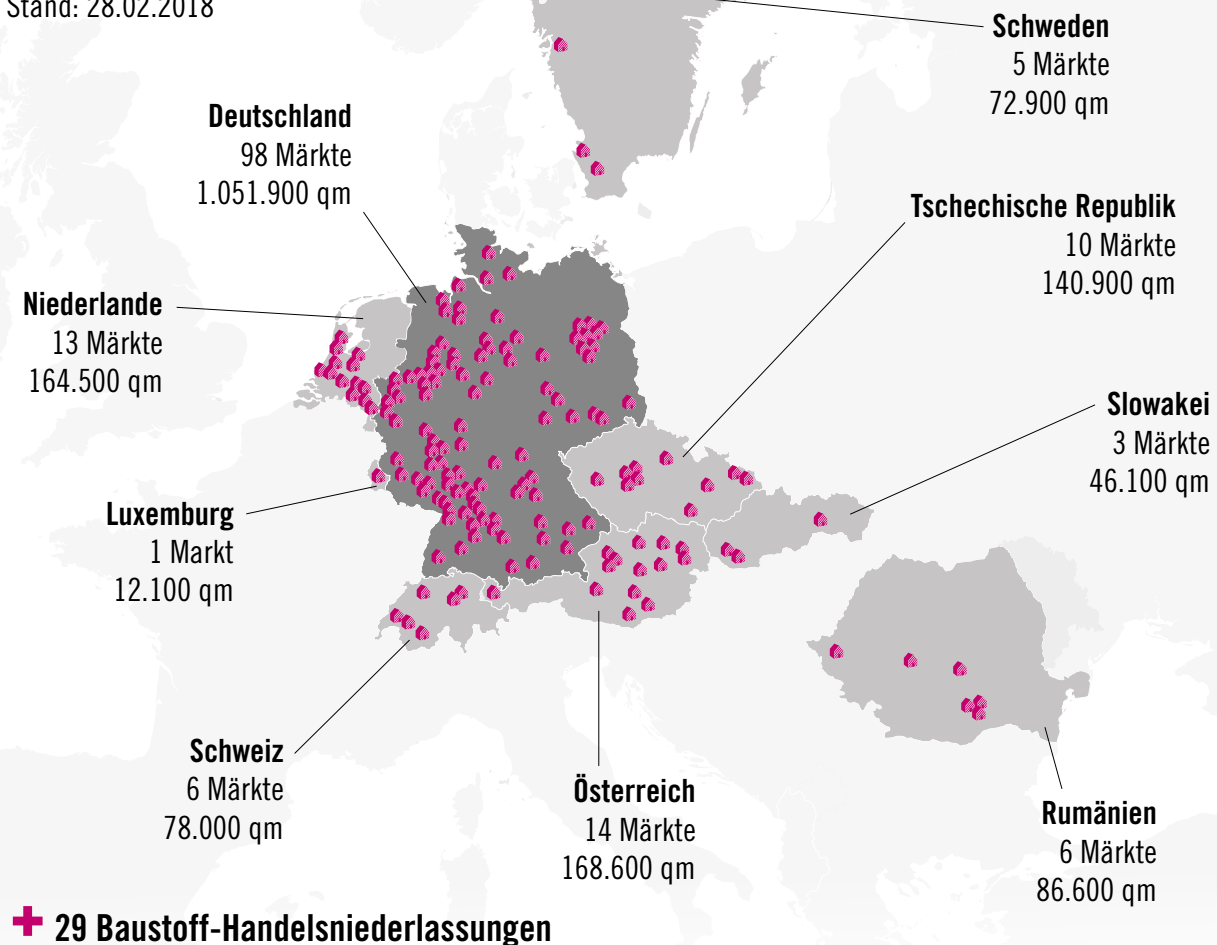 Stand: 28.02.2018
Schweden
5 Märkte
72.900 qm
Deutschland
98 Märkte
1.051.900 qm
Tschechische Republik
10 Märkte
140.900 qm
Niederlande
13 Märkte
164.500 qm
Slowakei
3 Märkte
46.100 qm
Luxemburg
1 Markt
12.100 qm
Schweiz
6 Märkte
78.000 qm
Österreich
14 Märkte
168.600 qm
Rumänien
6 Märkte
86.600 qm
+ 29 Baustoff-Handelsniederlassungen